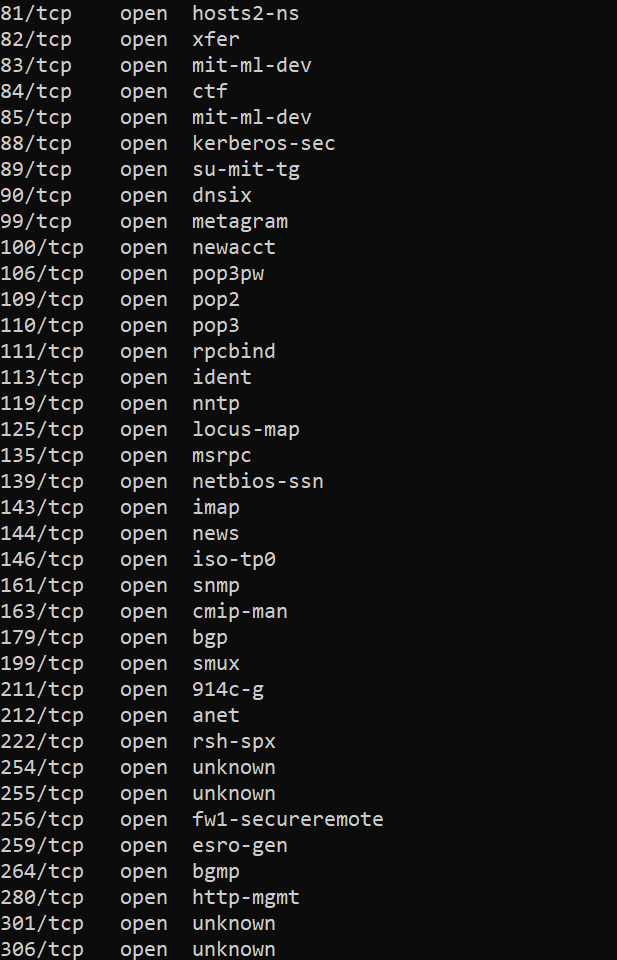 81/tcp    open  hosts2-ns
82/tcp    open  xfer
83/tcp    open  mit-ml-dev
84/tcp    open  ctf
85/tcp    open  mit-ml-dev
88/tcp    open  kerberos-sec
89/tcp    open  su-mit-tg
90/tcp    open  dnsix
99/tcp    open  metagram
100/tcp   open  newacct
106/tcp   open  pop3pw
109/tcp   open  pop2
110/tcp   open  pop3
111/tcp   open  rpcbind
113/tcp   open  ident
119/tcp   open  nntp
125/tcp   open  locus-map
135/tcp   open  msrpc
139/tcp   open  netbios-ssn
143/tcp   open  imap
144/tcp   open  news
146/tcp   open  iso-tp0
161/tcp   open  snmp
163/tcp   open  cmip-man
179/tcp   open  bgp
199/tcp   open  smux
211/tcp   open  914c-g
212/tcp   open  anet
222/tcp   open  rsh-spx
254/tcp   open  unknown
255/tcp   open  unknown
256/tcp   open  fw1-secureremote
259/tcp   open  esro-gen
264/tcp   open  bgmp
280/tcp   open  http-mgmt
301/tcp   open  unknown
306/tcp   open  unknown